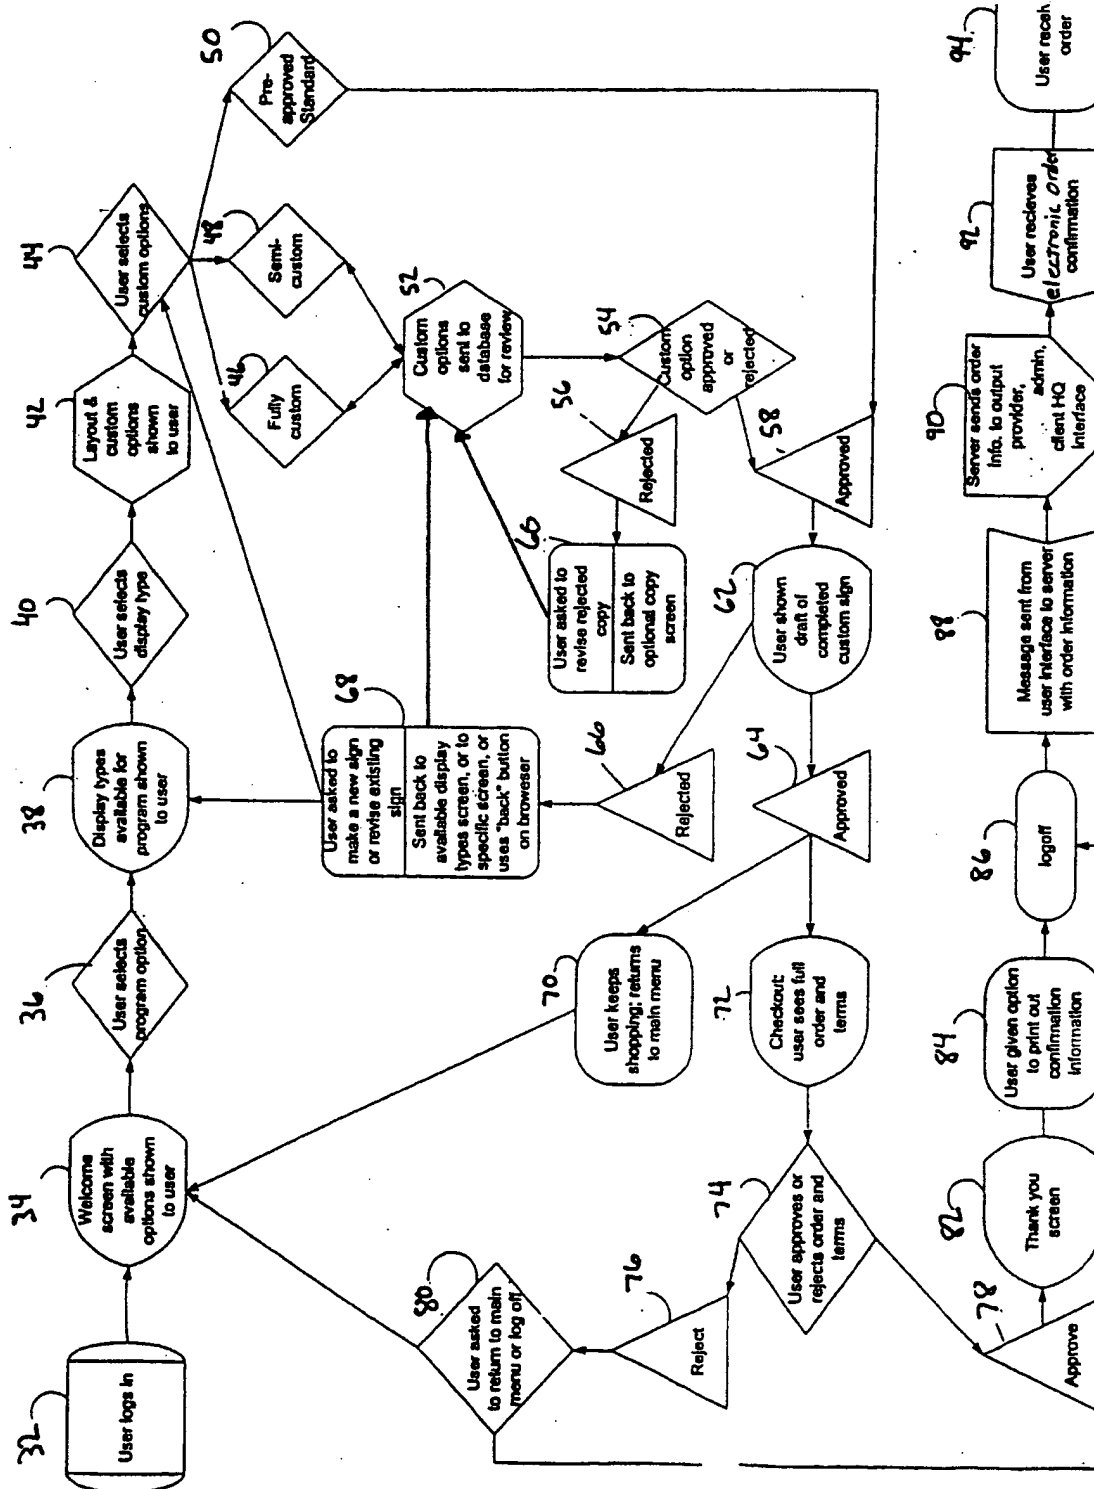 32
User logs in
34
Welcome
screen with
available
options shown
to user
36
User selects
program option
38
Display types
available for
program shown
to user
40
User selects
display type
42
Layout &
custom
options
shown
to user
44
User selects
custom options
46
Fully
custom
48
Semi-
custom
50
Pre-
approved
Standard
52
Custom
options
sent to
database
for review
54
Custom
option
approved
or
rejected
56
Rejected
58
Approved
60
User asked to
revise rejected
copy
Sent back to
optional copy
screen
62
User shown
draft of
completed
custom sign
64
Approved
66
Rejected
68
User asked to
make a new sign
or revise existing
sign
Sent back to
available display
types screen, or to
specific screen, or
uses "back" button
on broweser
70
User keeps
shopping; returns
to main menu
72
Checkout:
user sees full
order and
terms
74
User approves or
rejects order and
terms
76
Reject
78
Approve
80
User asked
to return to main
menu or log off
82
Thank you
screen
84
User given option
to print out
confirmation
information
86
logoff
88
Message sent from
user interface to server
with order information
90
Server sends order
info. to output
provider,
admin,
client HQ
interface
92
User recieves
electronic order
confirmation
94
User
order